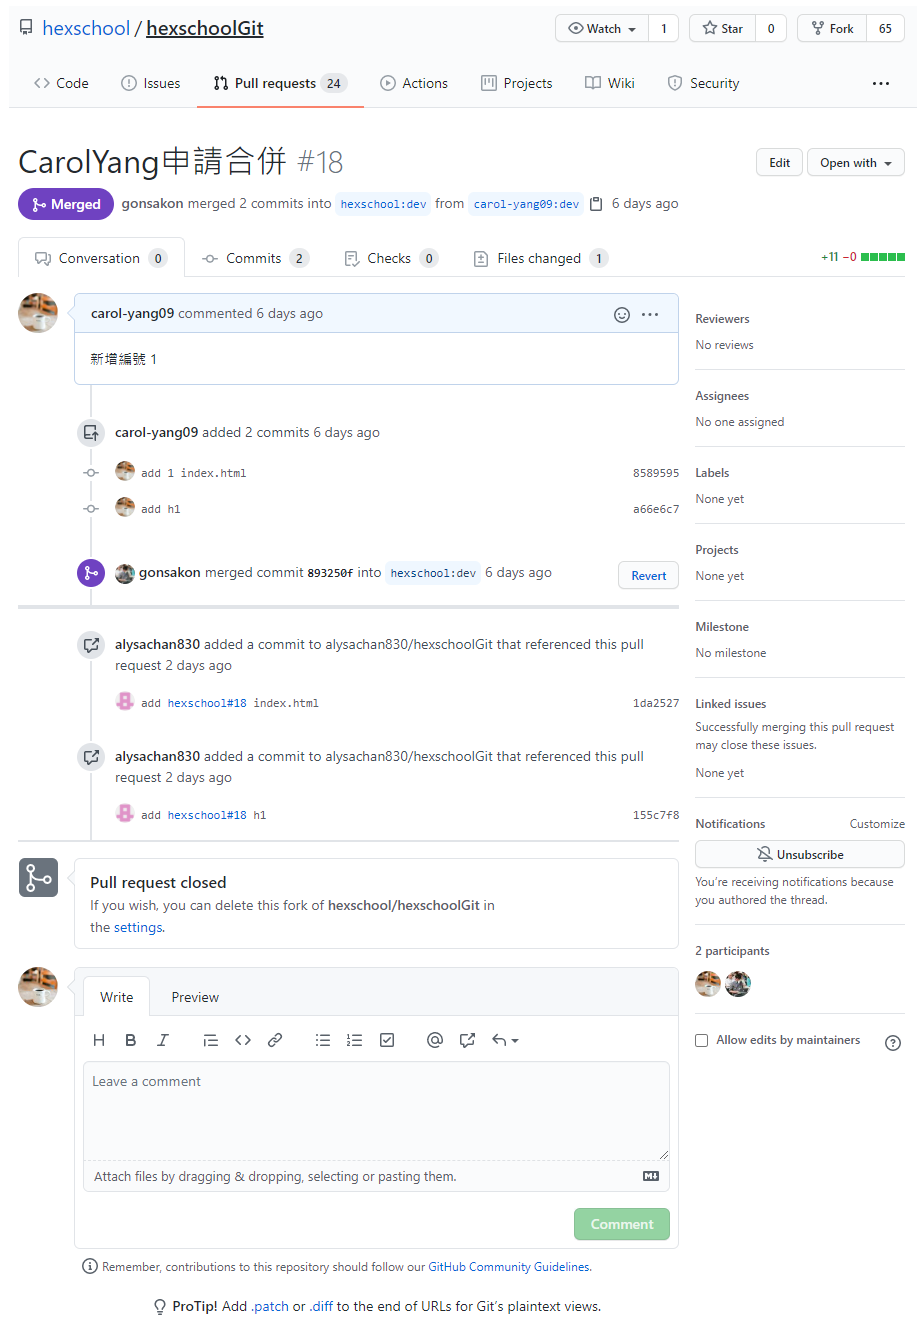 hexschool / hexschoolGit
Watch 1 Star 0 Fork 65
Code Issues Pull requests 24 Actions Projects Wiki Security
CarolYang申請合併 #18
Edit Open with
Merged gonsakon merged 2 commits into hexschool:dev from carol-yang09:dev 6 days ago
Conversation 0 Commits 2 Checks 0 Files changed 1 +11 −0
carol-yang09 commented 6 days ago
新增編號 1
carol-yang09 added 2 commits 6 days ago
add 1 index.html 8589595
add h1 a66e6c7
gonsakon merged commit 893250f into hexschool:dev 6 days ago Revert
alysachan830 added a commit to alysachan830/hexschoolGit that referenced this pull
request 2 days ago
add hexschool#18 index.html 1da2527
alysachan830 added a commit to alysachan830/hexschoolGit that referenced this pull
request 2 days ago
add hexschool#18 h1 155c7f8
Pull request closed
If you wish, you can delete this fork of hexschool/hexschoolGit in
the settings.
Write Preview
H B I
Leave a comment
Attach files by dragging & dropping, selecting or pasting them.
Comment
Remember, contributions to this repository should follow our GitHub Community Guidelines.
ProTip! Add .patch or .diff to the end of URLs for Git's plaintext views.
Reviewers
No reviews
Assignees
No one assigned
Labels
None yet
Projects
None yet
Milestone
No milestone
Linked issues
Successfully merging this pull request
may close these issues.
None yet
Notifications Customize
Unsubscribe
You're receiving notifications because
you authored the thread.
2 participants
Allow edits by maintainers